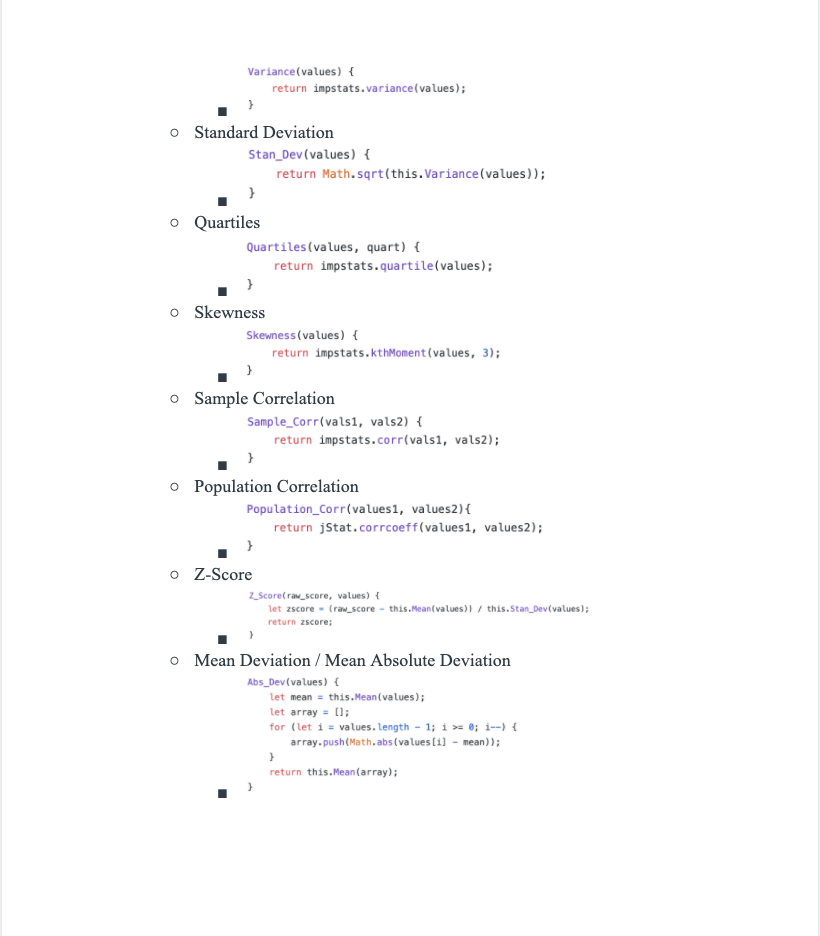 Variance(values) {
return impstats.variance(values);
}
Standard Deviation
Stan_Dev(values) {
return Math.sqrt(this.Variance(values));
}
Quartiles
Quartiles(values, quart) {
return impstats.quartile(values);
}
Skewness
Skewness(values) {
return impstats.kthMoment(values, 3);
}
Sample Correlation
Sample_Corr(vals1, vals2) {
return impstats.corr(vals1, vals2);
}
Population Correlation
Population_Corr(values1, values2){
return jStat.corrcoeff(values1, values2);
}
Z-Score
Z_Score(raw_score, values) {
let zscore = (raw_score - this.Mean(values)) / this.Stan_Dev(values);
return zscore;
}
Mean Deviation / Mean Absolute Deviation
Abs_Dev(values) {
let mean = this.Mean(values);
let array = [];
for (let i = values.length - 1; i >= 0; i--) {
array.push(Math.abs(values[i] - mean));
}
return this.Mean(array);
}